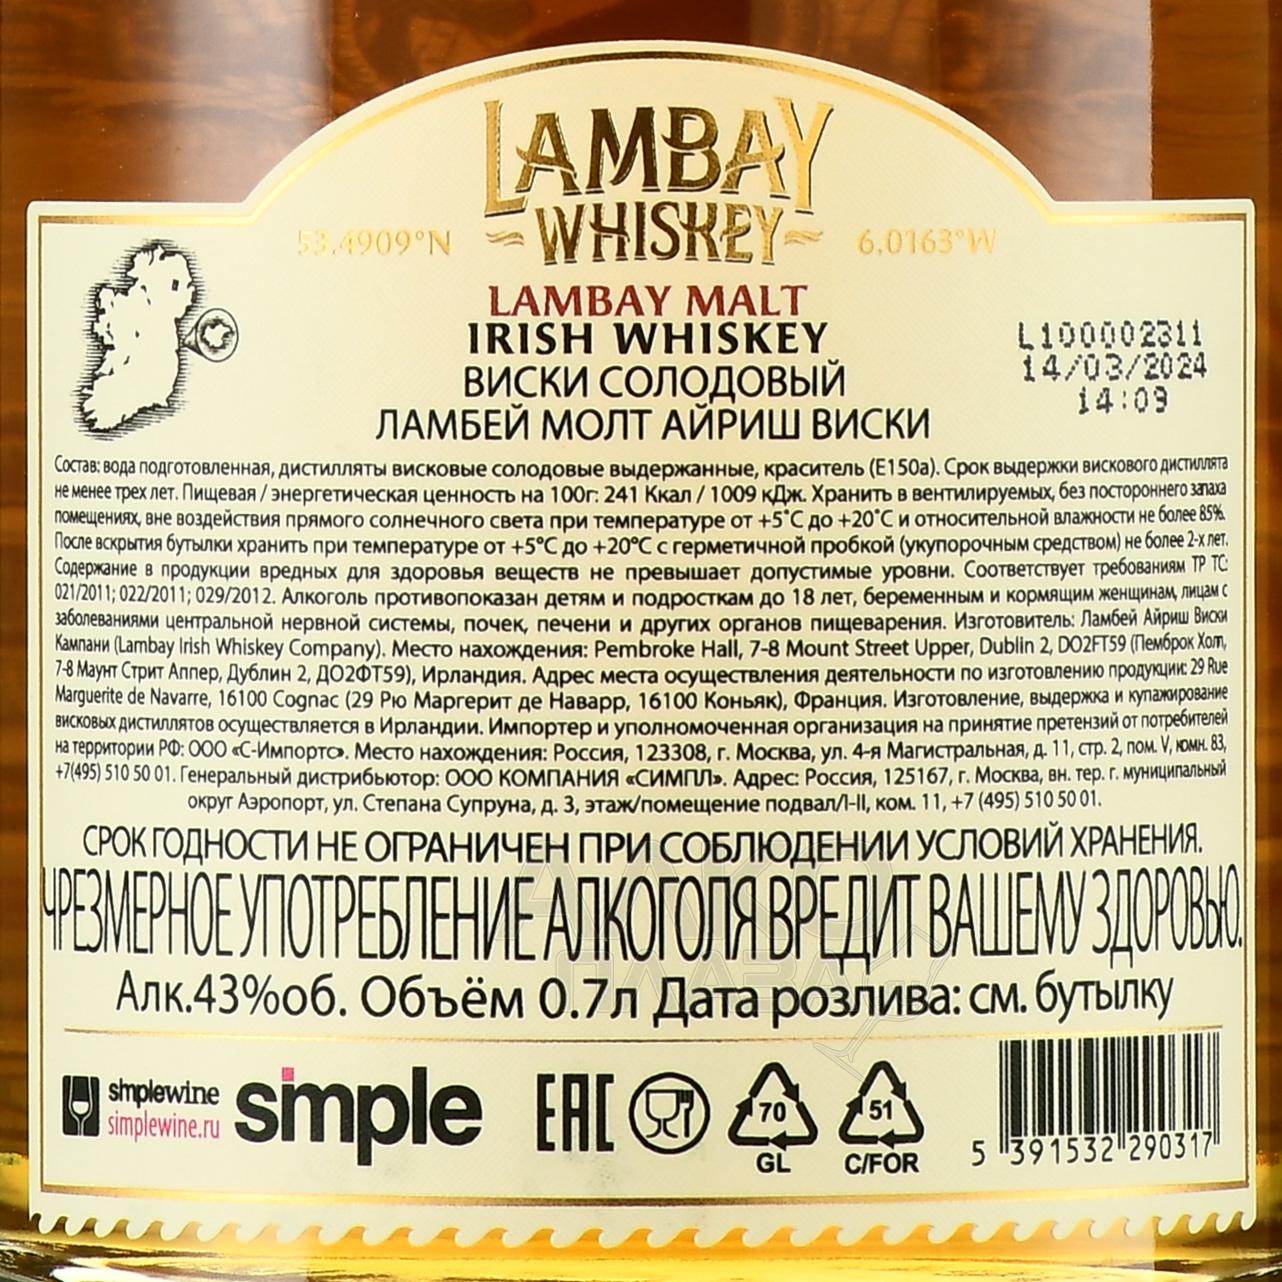 LAMBAY
WHISKEY
53.4909°N
6.0163°W
LAMBAY MALT
IRISH WHISKEY
ВИСКИ СОЛОДОВЫЙ
ЛАМБЕЙ МОЛТ АЙРИШ ВИСКИ
L100002311
14/03/2024
14:09
Состав: вода подготовленная, дистилляты висковые солодовые выдержанные, краситель (Е150а). Срок выдержки вискового дистиллята
не менее трех лет. Пищевая / энергетическая ценность на 100г: 241 Ккал / 1009 кДж. Хранить в вентилируемых, без постороннего запаха
помещениях, вне воздействия прямого солнечного света при температуре от +5˚С до +20˚С и относительной влажности не более 85%.
После вскрытия бутылки хранить при температуре от +5°С до +20°С с герметичной пробкой (укупорочным средством) не более 2-х лет.
Содержание в продукции вредных для здоровья веществ не превышает допустимые уровни. Соответствует требованиям ТР ТС:
021/2011; 022/2011; 029/2012. Алкоголь противопоказан детям и подросткам до 18 лет, беременным и кормящим женщинам, лицам с
заболеваниями центральной нервной системы, почек, печени и других органов пищеварения. Изготовитель: Ламбей Айриш Виски
Кампани (Lambay Irish Whiskey Company). Место нахождения: Pembroke Hall, 7-8 Mount Street Upper, Dublin 2, DO2FT59 (Пемброк Холл,
7-8 Маунт Стрит Аппер, Дублин 2, ДО2ФТ59), Ирландия. Адрес места осуществления деятельности по изготовлению продукции: 29 Rue
Marguerite de Navarre, 16100 Cognac (29 Рю Маргерит де Наварр, 16100 Коньяк), Франция. Изготовление, выдержка и купажирование
висковых дистиллятов осуществляется в Ирландии. Импортер и уполномоченная организация на принятие претензий от потребителей
на территории РФ: ООО «С-Импортс». Место нахождения: Россия, 123308, г. Москва, ул. 4-я Магистральная, д. 11, стр. 2, пом. V, комн. 83,
+7(495) 510 50 01. Генеральный дистрибьютор: ООО КОМПАНИЯ «СИМПЛ». Адрес: Россия, 125167, г. Москва, вн. тер. г. муниципальный
округ Аэропорт, ул. Степана Супруна, д. 3, этаж/помещение подвал/I-II, ком. 11, +7 (495) 510 50 01.
СРОК ГОДНОСТИ НЕ ОГРАНИЧЕН ПРИ СОБЛЮДЕНИИ УСЛОВИЙ ХРАНЕНИЯ.
ЧРЕЗМЕРНОЕ УПОТРЕБЛЕНИЕ АЛКОГОЛЯ ВРЕДИТ ВАШЕМУ ЗДОРОВЬЮ.
Алк.43%об. Объём 0.7л Дата розлива: см. бутылку
simplewine
simplewine.ru
simple
EAC
70
GL
51
C/FOR
5 391532 290317
АЛКО
ПЛАЗА